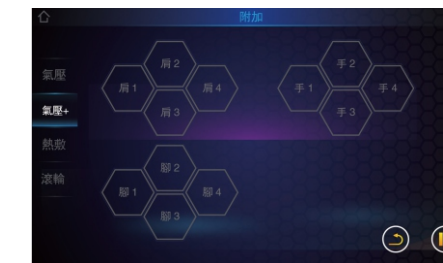 附加
氣壓
氣壓+
熱敷
滾輪
肩 1
肩 2
肩 3
肩 4
手 1
手 2
手 3
手 4
腳 1
腳 2
腳 3
腳 4